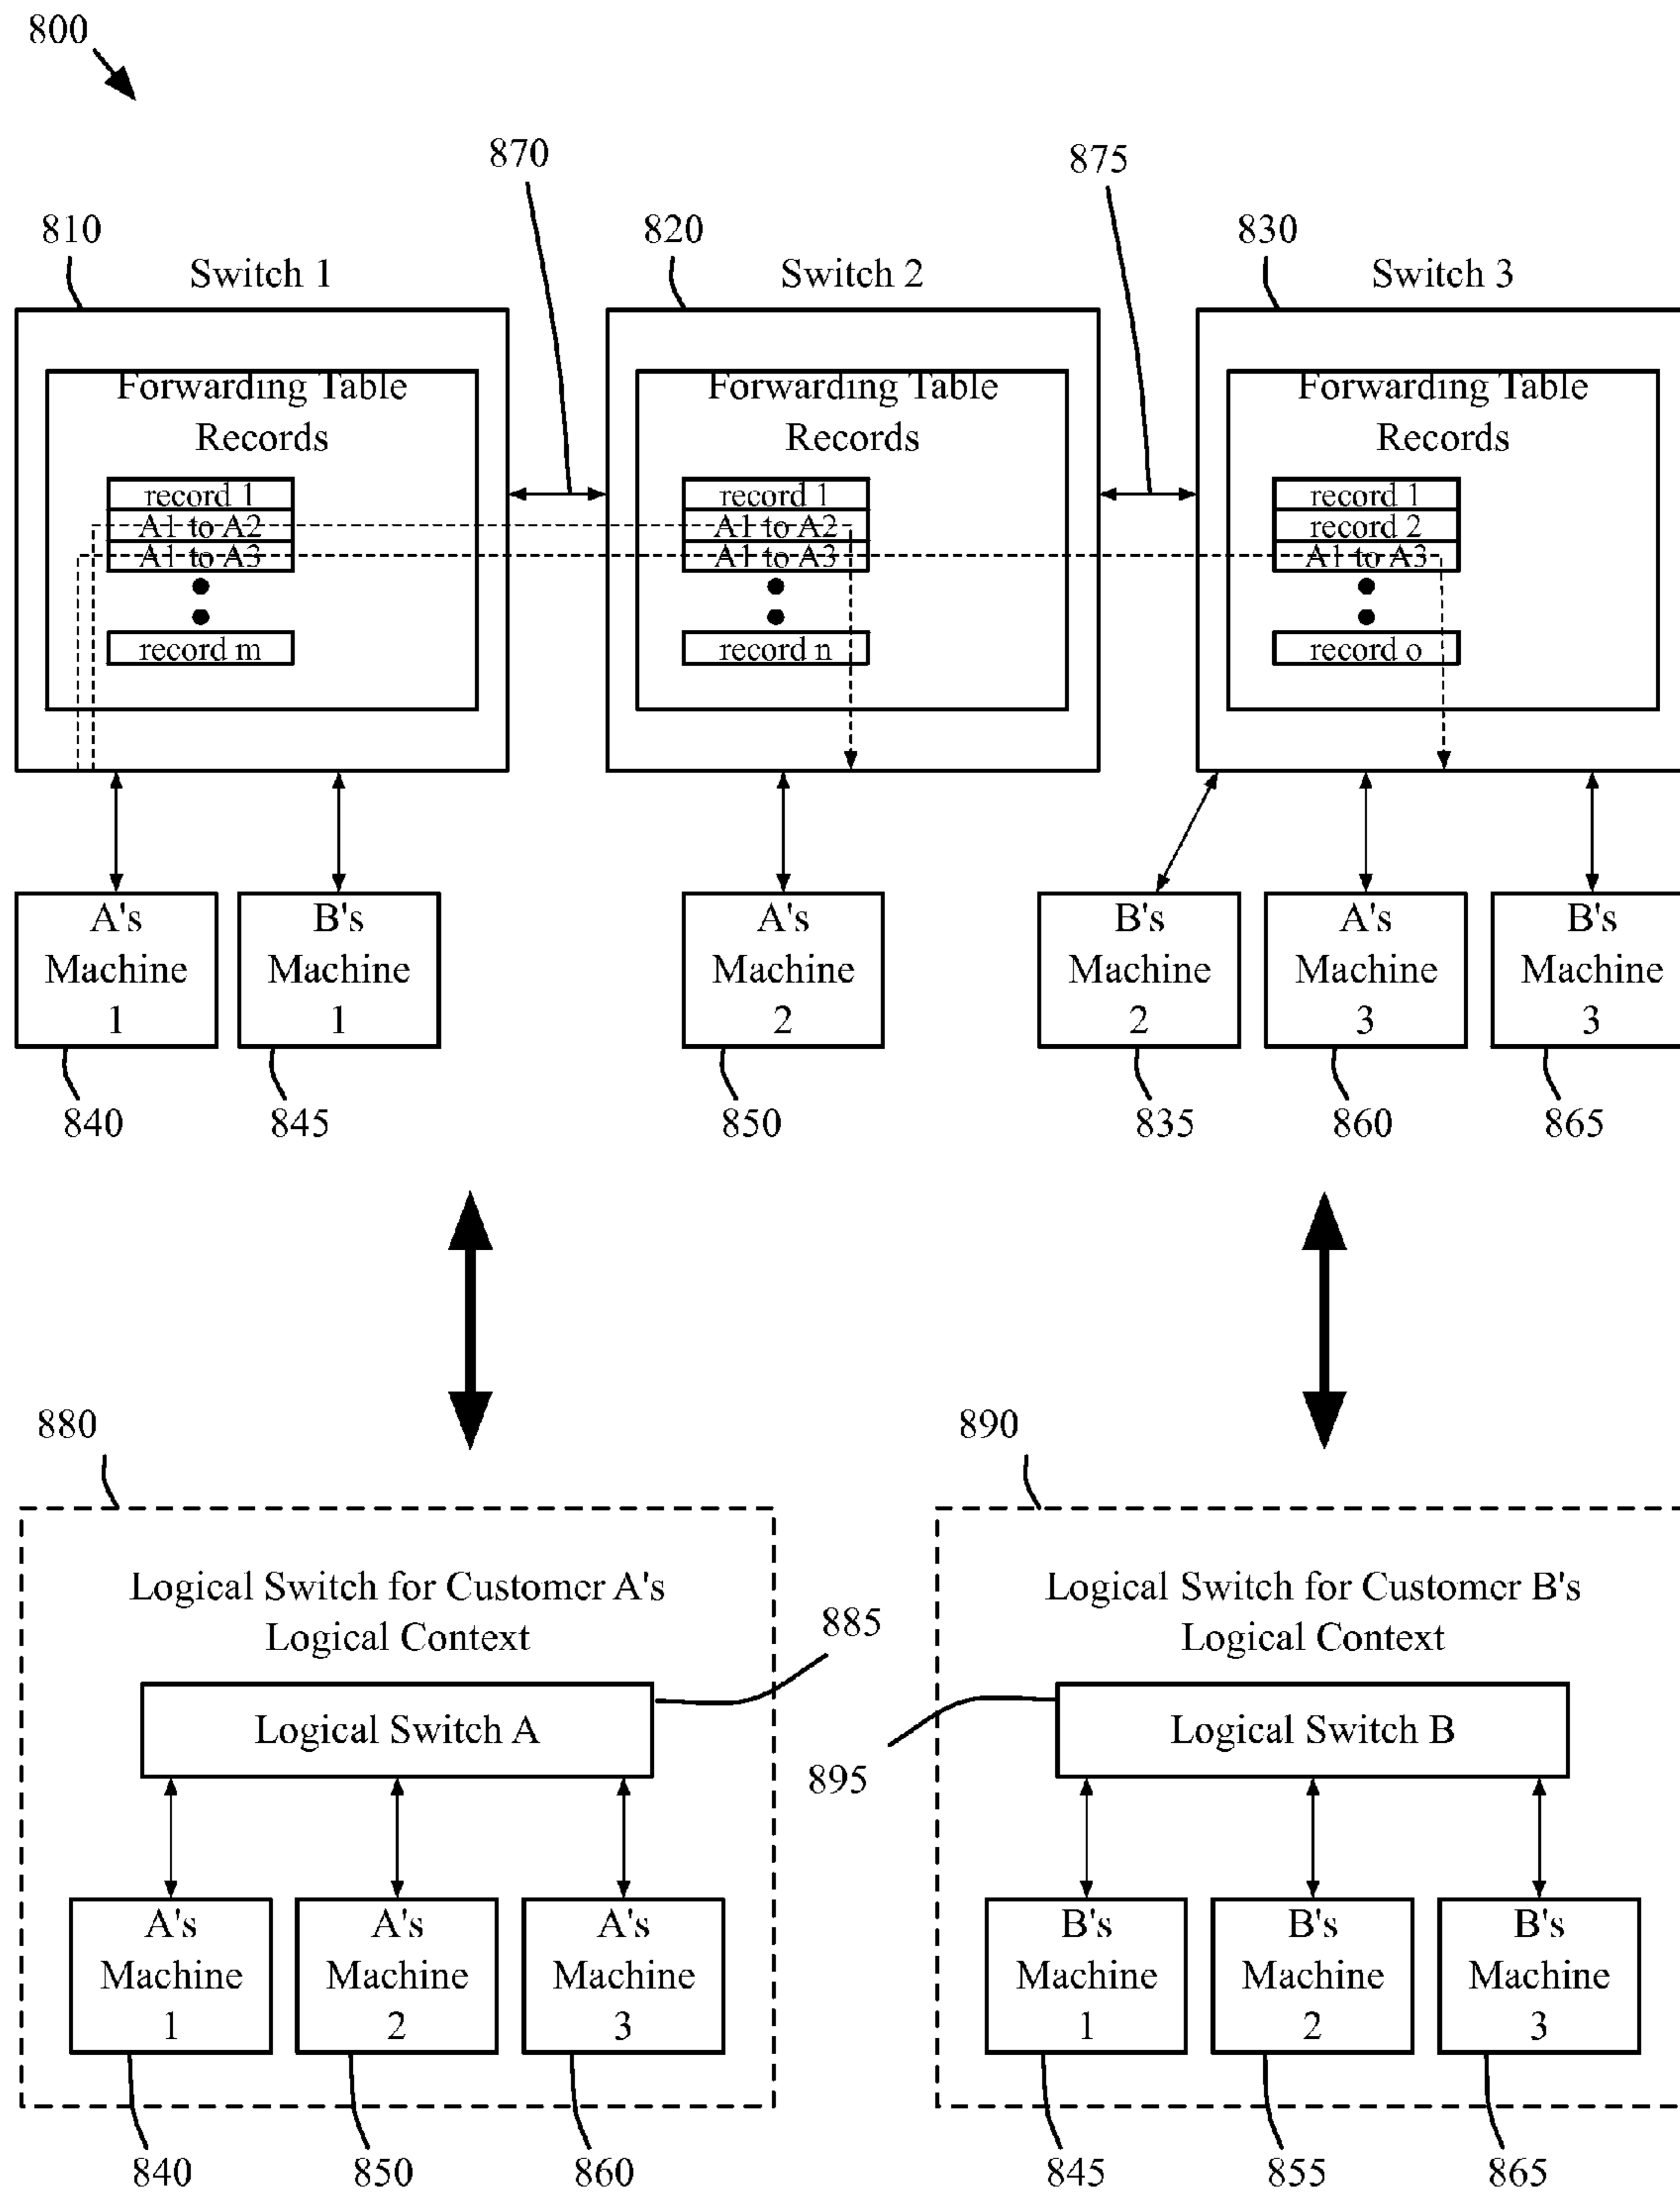 800
870
875
810
820
830
Switch 1
Switch 2
Switch 3
Forwarding Table
Records
record 1
A1 to A2
A1 to A3
record m
Forwarding Table
Records
record 1
A1 to A2
A1 to A3
record n
Forwarding Table
Records
record 1
record 2
A1 to A3
record o
A's
Machine
1
B's
Machine
1
A's
Machine
2
B's
Machine
2
A's
Machine
3
B's
Machine
3
840
845
850
835
860
865
880
890
Logical Switch for Customer A's
Logical Context
885
Logical Switch A
A's
Machine
1
A's
Machine
2
A's
Machine
3
840
850
860
Logical Switch for Customer B's
Logical Context
895
Logical Switch B
B's
Machine
1
B's
Machine
2
B's
Machine
3
845
855
865